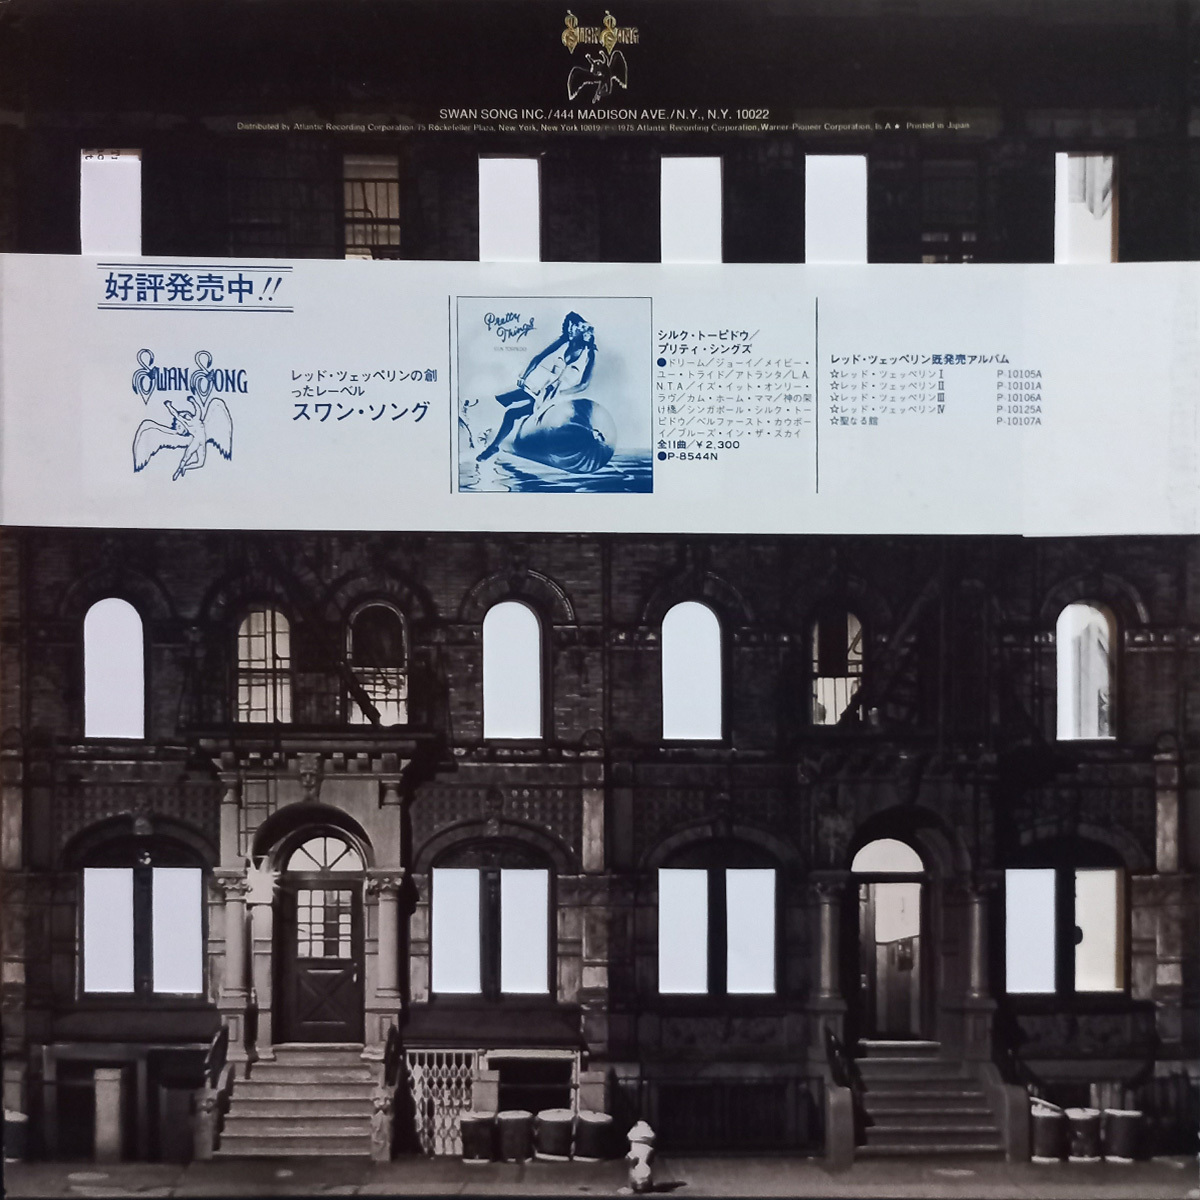 SWAN SONG
SWAN SONG INC./444 MADISON AVE./N.Y., N.Y. 10022
Distributed by Atlantic Recording Corporation, 75 Rockefeller Plaza, New York, New York 10019. 1975 Atlantic Recording Corporation, Warner-Pioneer Corporation, Printed in Japan
好評発売中!!
SWAN SONG
レッド・ツェッペリンの創
ったレーベル
スワン・ソング
Pretty
Things
シルク・トーピドウ/
プリティ・シングズ
●ドリーム/ジョーイ/メイビー・
ユー・トライド/アトランタ/L.A.
N.T.A/イズ・イット・オンリー・
ラヴ/カム・ホーム・ママ/神の架
け橋/シンガポール・シルク・トー
ピドウ/ベルファースト・カウボー
イ/ブルーズ・イン・ザ・スカイ
全11曲/¥2,300
●P-8544N
レッド・ツェッペリン既発売アルバム
☆レッド・ツェッペリンⅠ P-10105A
☆レッド・ツェッペリンⅡ P-10101A
☆レッド・ツェッペリンⅢ P-10106A
☆レッド・ツェッペリンⅣ P-10125A
☆聖なる館 P-10107A